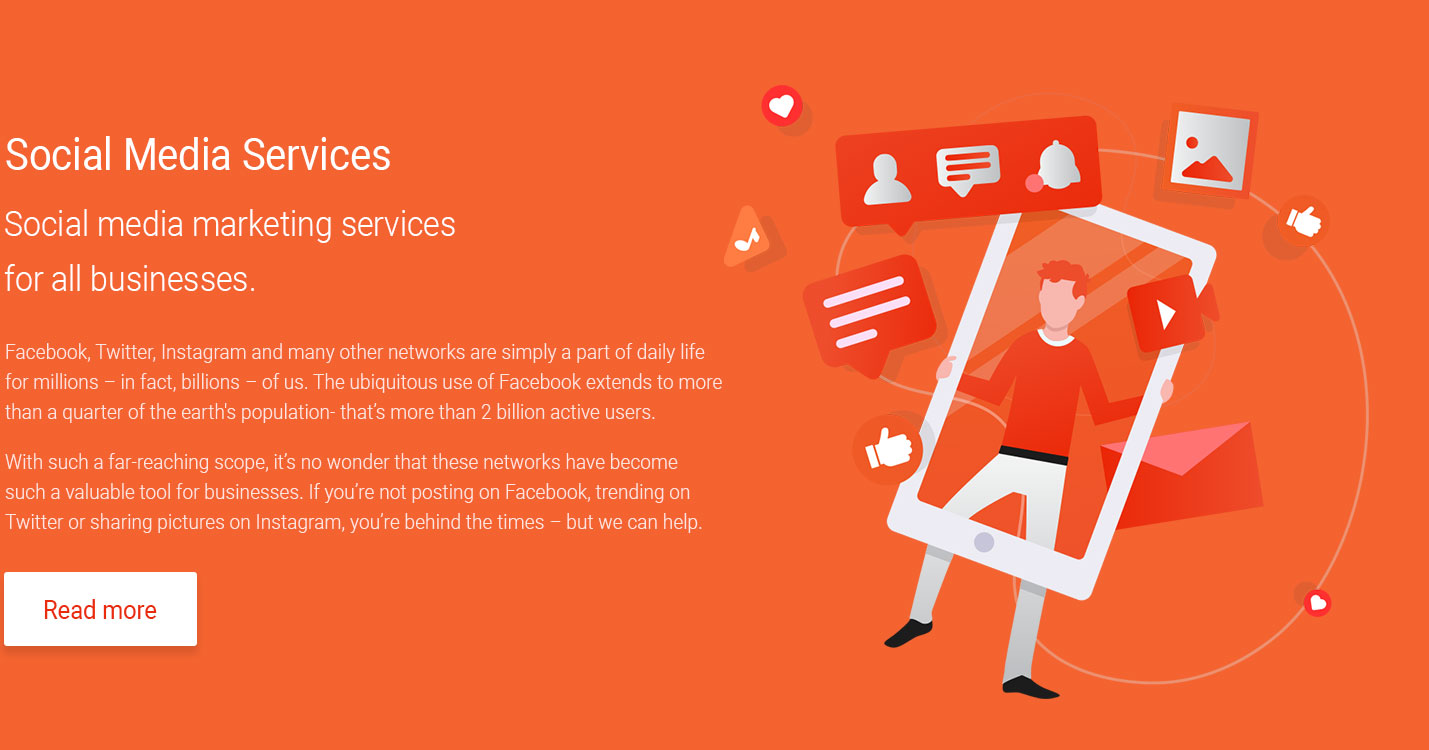 Social Media Services
Social media marketing services
for all businesses.
Facebook, Twitter, Instagram and many other networks are simply a part of daily life
for millions – in fact, billions – of us. The ubiquitous use of Facebook extends to more
than a quarter of the earth's population- that’s more than 2 billion active users.
With such a far-reaching scope, it’s no wonder that these networks have become
such a valuable tool for businesses. If you’re not posting on Facebook, trending on
Twitter or sharing pictures on Instagram, you’re behind the times – but we can help.
Read more